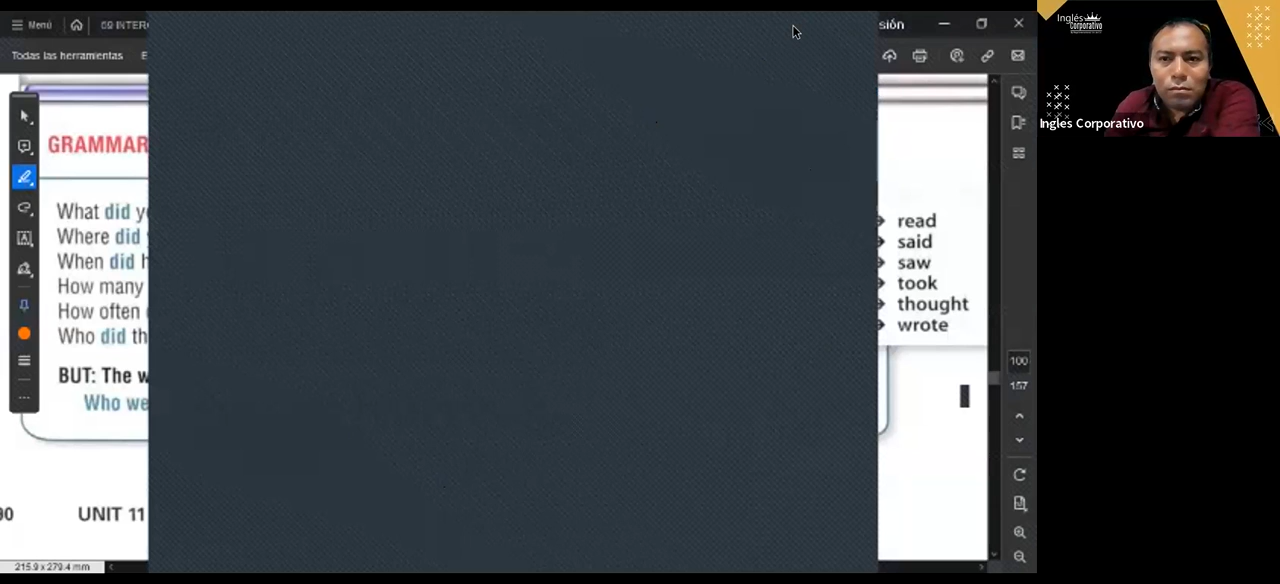 Menú
sión
Todas las herramientas
GRAMMAR
What did
Where did
When did
How many
How often
Who did
BUT: The
Who
read
said
saw
took
thought
wrote
100
157
UNIT 11
215.9 x 279.4 mm
Inglés
Corporativo
Ingles Corporativo